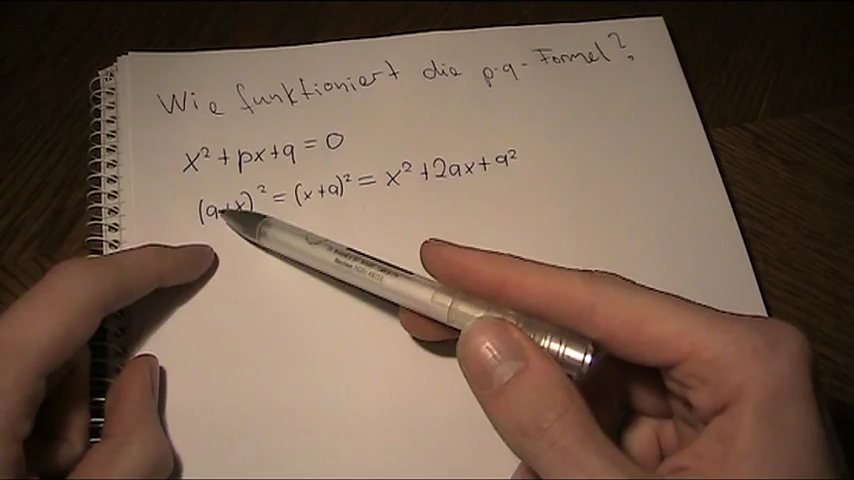 Wie funktioniert die p-q-Formel?
x² + px + q = 0
(a+x)² = (x+a)² = x² + 2ax + a²